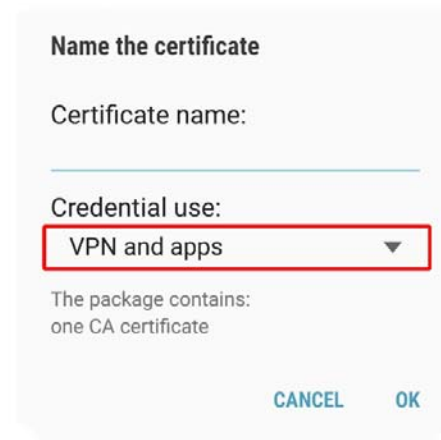 Name the certificate
Certificate name:
Credential use:
VPN and apps
The package contains:
one CA certificate
CANCEL OK